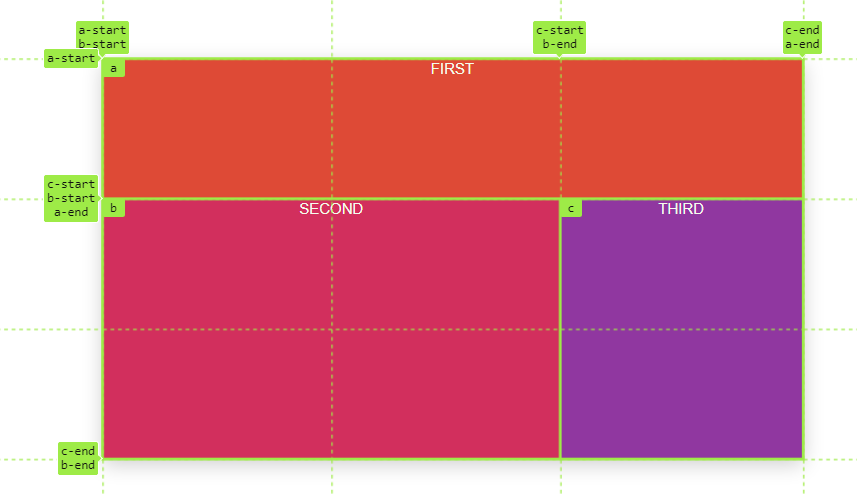 a-start
b-start
c-start
b-end
c-end
a-end
a-start
a
FIRST
c-start
b-start
a-end
b
SECOND
c
THIRD
c-end
b-end